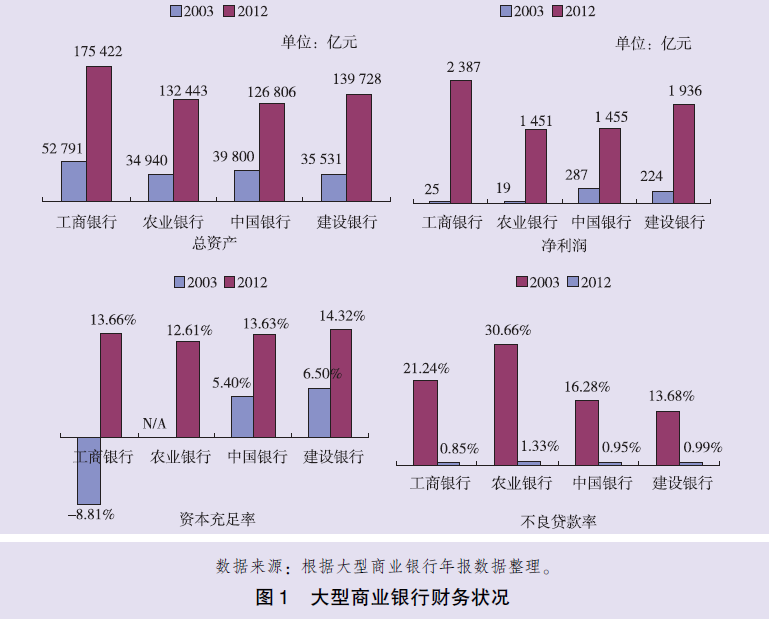 2003 2012
单位：亿元
175 422
132 443
126 806
139 728
52 791
34 940
39 800
35 531
工商银行 农业银行 中国银行 建设银行
总资产
2003 2012
单位：亿元
2 387
1 451
1 455
1 936
25
19
287
224
工商银行 农业银行 中国银行 建设银行
净利润
2003 2012
13.66%
12.61%
13.63%
14.32%
N/A
5.40%
6.50%
工商银行 农业银行 中国银行 建设银行
–8.81%
资本充足率
2003 2012
21.24%
30.66%
16.28%
13.68%
0.85%
1.33%
0.95%
0.99%
工商银行 农业银行 中国银行 建设银行
不良贷款率
数据来源：根据大型商业银行年报数据整理。
图1 大型商业银行财务状况